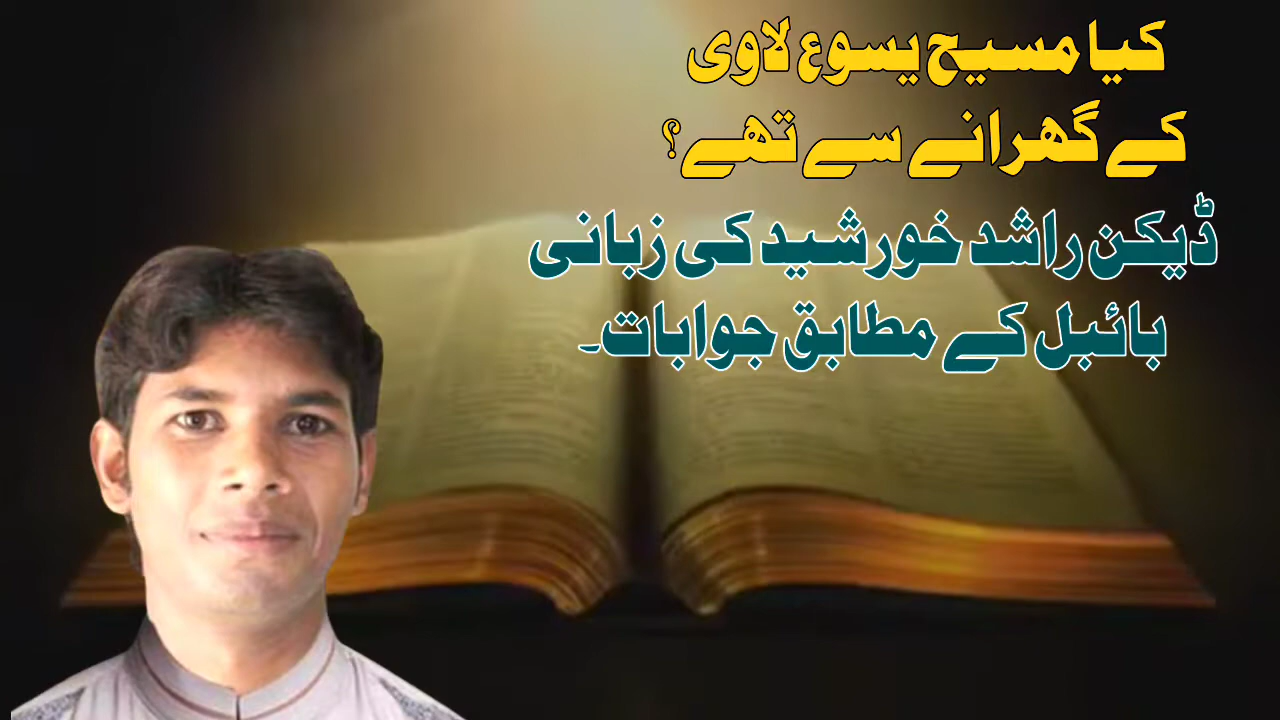 کیا مسیح یسوع لاوی
کے گھرانے سے تھے؟
ڈیکن راشد خورشید کی زبانی
بائبل کے مطابق جوابات۔